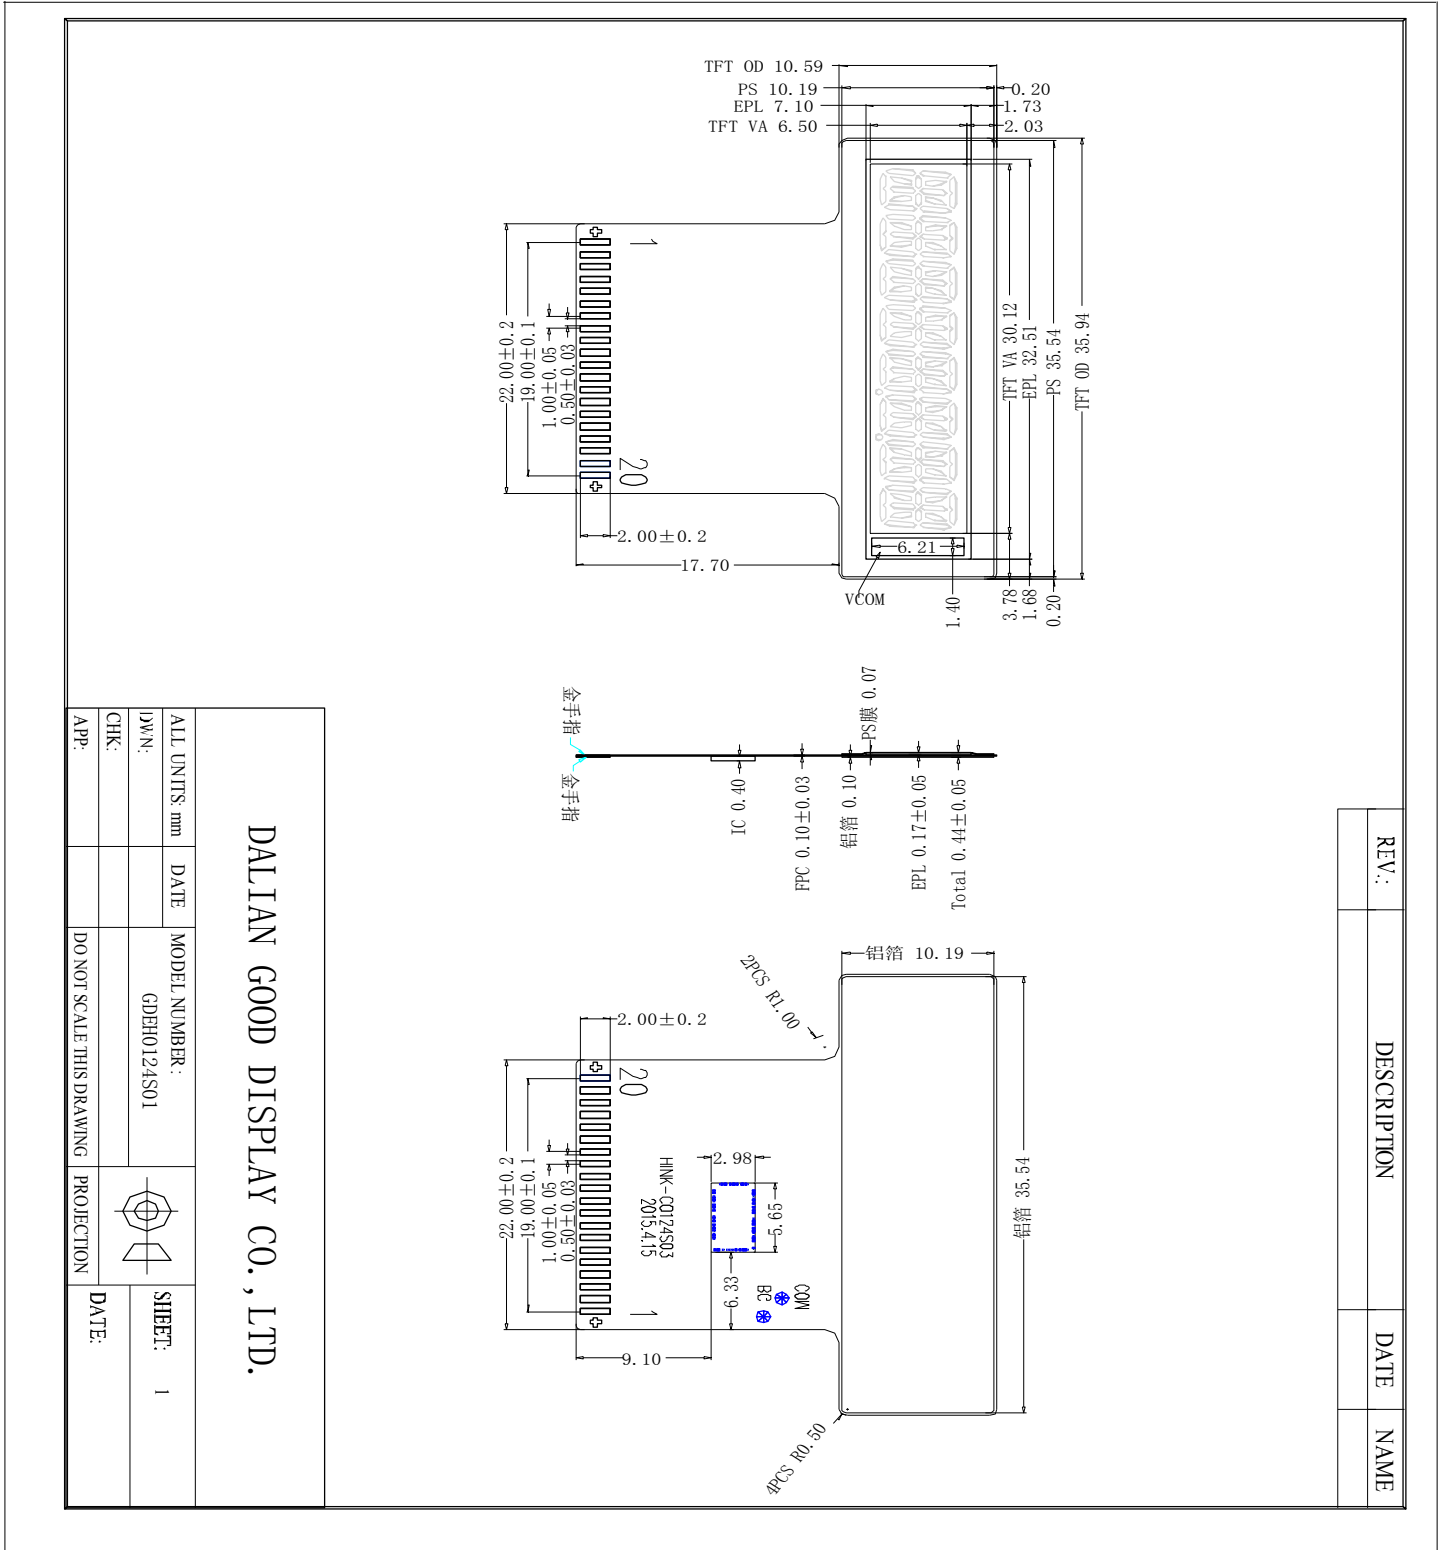 TFT OD 10.59
PS 10.19
0.20
EPL 7.10
1.73
TFT VA 6.50
2.03
1
20
22.00±0.2
19.00±0.1
1.00±0.05
0.50±0.03
2.00±0.2
17.70
TFT VA 30.12
EPL 32.51
PS 35.54
TFT OD 35.94
6.21
VCOM
1.40
3.78
1.68
0.20
金手指
金手指
PS膜 0.07
IC 0.40
FPC 0.10±0.03
铝箔 0.10
EPL 0.17±0.05
Total 0.44±0.05
铝箔 10.19
2PCS R1.00
2.00±0.2
20
1
22.00±0.2
19.00±0.1
1.00±0.05
0.50±0.03
HINK-C0124S03
2015.4.15
2.98
5.65
6.33
BC
COM
9.10
铝箔 35.54
4PCS R0.50
REV.:
DESCRIPTION
DATE
NAME
DALIAN GOOD DISPLAY CO.,LTD.
ALL UNITS: mm
DATE
MODEL NUMBER:
GDEH0124S01
DWN:
CHK:
APP:
DO NOT SCALE THIS DRAWING
PROJECTION
SHEET: 1
DATE: